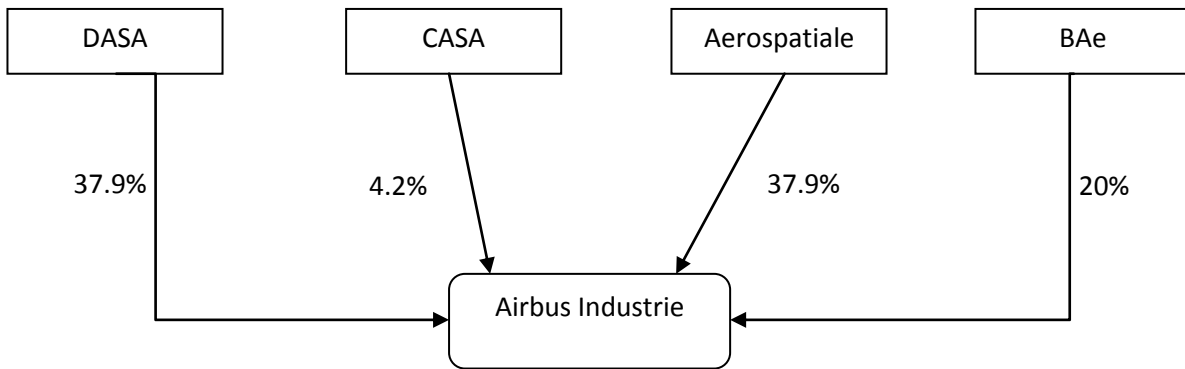 DASA
CASA
Aerospatiale
BAe
37.9%
4.2%
37.9%
20%
Airbus Industrie